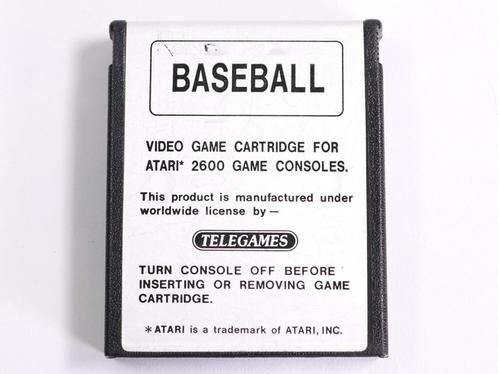 BASEBALL
VIDEO GAME CARTRIDGE FOR
ATARI* 2600 GAME CONSOLES.
This product is manufactured under
worldwide license by —
TELEGAMES
TURN CONSOLE OFF BEFORE
INSERTING OR REMOVING GAME
CARTRIDGE.
*ATARI is a trademark of ATARI, INC.